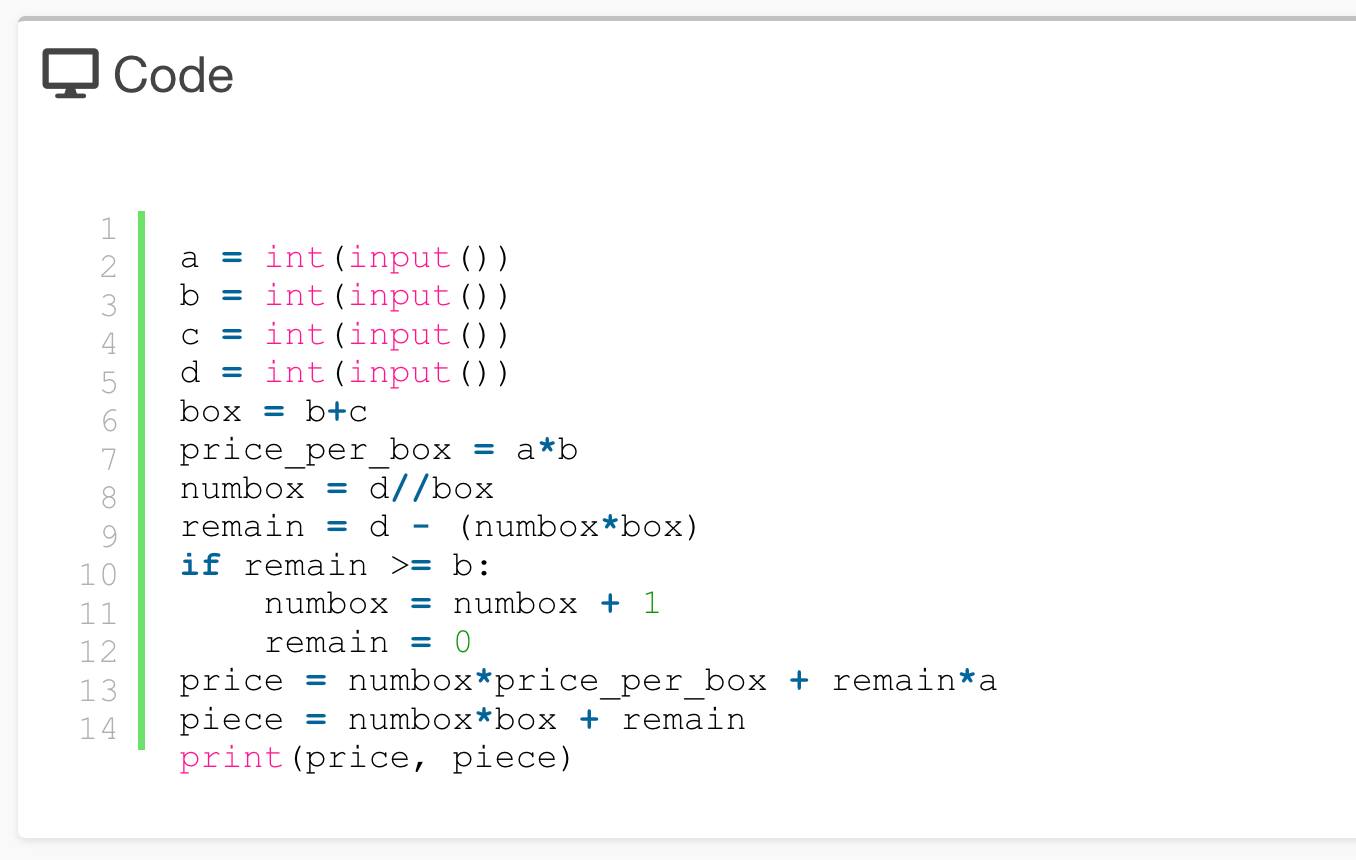 Code
1
2
3
4
5
6
7
8
9
10
11
12
13
14
a = int(input())
b = int(input())
c = int(input())
d = int(input())
box = b+c
price_per_box = a*b
numbox = d//box
remain = d - (numbox*box)
if remain >= b:
    numbox = numbox + 1
    remain = 0
price = numbox*price_per_box + remain*a
piece = numbox*box + remain
print(price, piece)